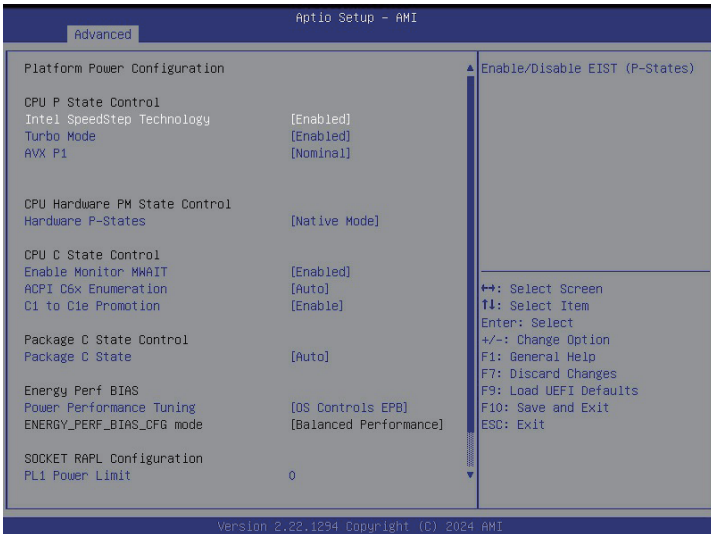 Aptio Setup – AMI
Advanced
Platform Power Configuration
CPU P State Control
Intel SpeedStep Technology [Enabled]
Turbo Mode [Enabled]
AVX P1 [Nominal]
CPU Hardware PM State Control
Hardware P-States [Native Mode]
CPU C State Control
Enable Monitor MWAIT [Enabled]
ACPI C6x Enumeration [Auto]
C1 to C1e Promotion [Enable]
Package C State Control
Package C State [Auto]
Energy Perf BIAS
Power Performance Tuning [OS Controls EPB]
ENERGY_PERF_BIAS_CFG mode [Balanced Performance]
SOCKET RAPL Configuration
PL1 Power Limit 0
Enable/Disable EIST (P-States)
↔: Select Screen
↑↓: Select Item
Enter: Select
+/-: Change Option
F1: General Help
F7: Discard Changes
F9: Load UEFI Defaults
F10: Save and Exit
ESC: Exit
Version 2.22.1294 Copyright (C) 2024 AMI